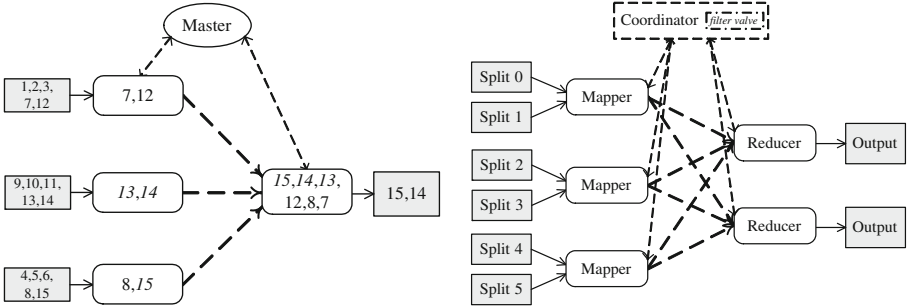 Master
1,2,3,
7,12
7,12
9,10,11,
13,14
13,14
15,14,13,
12,8,7
15,14
4,5,6,
8,15
8,15
Coordinator filter valve
Split 0
Split 1
Mapper
Split 2
Split 3
Mapper
Split 4
Split 5
Mapper
Reducer
Output
Reducer
Output